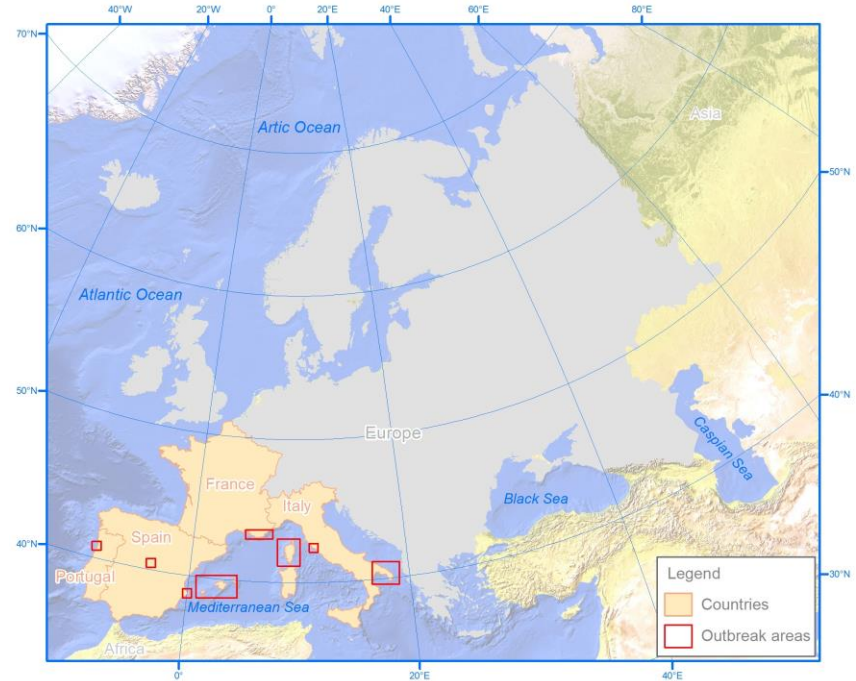 40°W 20°W 0° 20°E 40°E 60°E 80°E
70°N
Artic Ocean
Asia
50°N
60°N
Atlantic Ocean
50°N
40°N
Europe
Caspian Sea
France
Black Sea
Italy
Spain
40°N
Portugal
30°N
Mediterranean Sea
Africa
Legend
Countries
Outbreak areas
0° 20°E 40°E